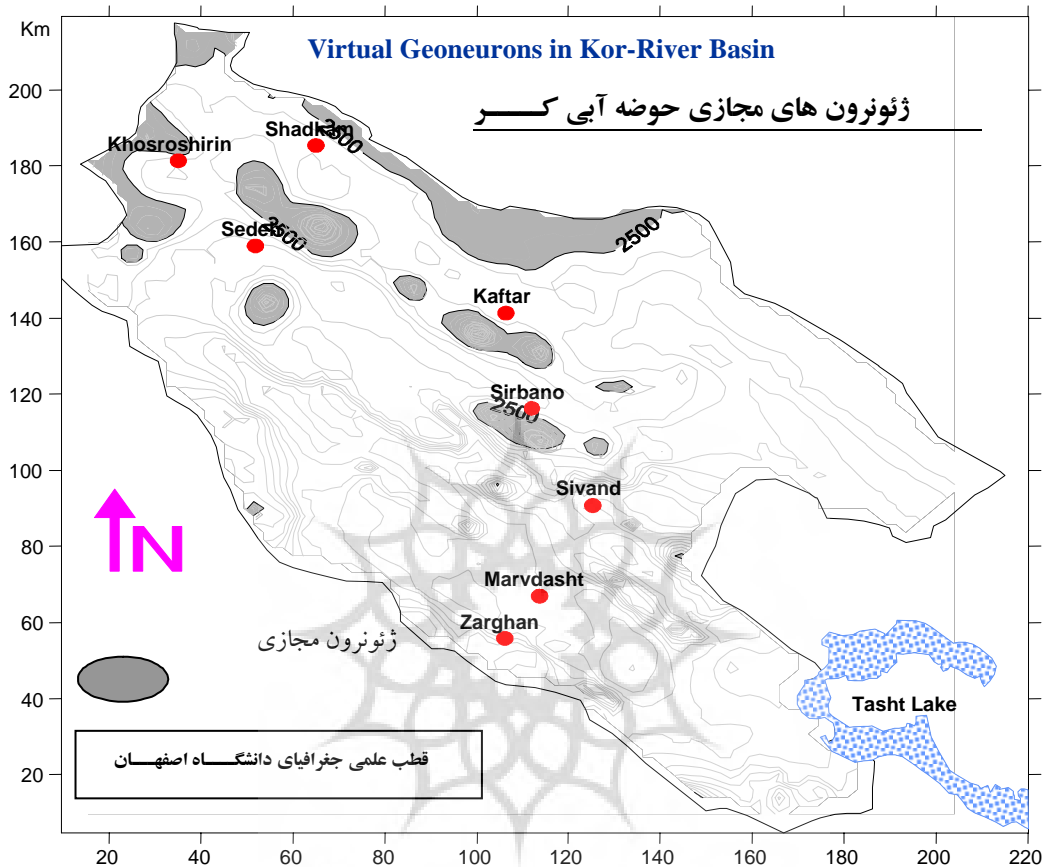 Km
Virtual Geoneurons in Kor-River Basin
ژئونرون های مجازی حوضه آبی کـــــر
200
180
160
140
120
100
80
60
40
20
Khosroshirin
Shadkam
2500
Sedeh
2500
2500
Kaftar
Sirbano
2500
Sivand
Marvdasht
Zarghan
N
ژئونرون مجازی
Tasht Lake
قطب علمی جغرافیای دانشگـــاه اصفهـــان
20
40
60
80
100
120
140
160
180
200
220